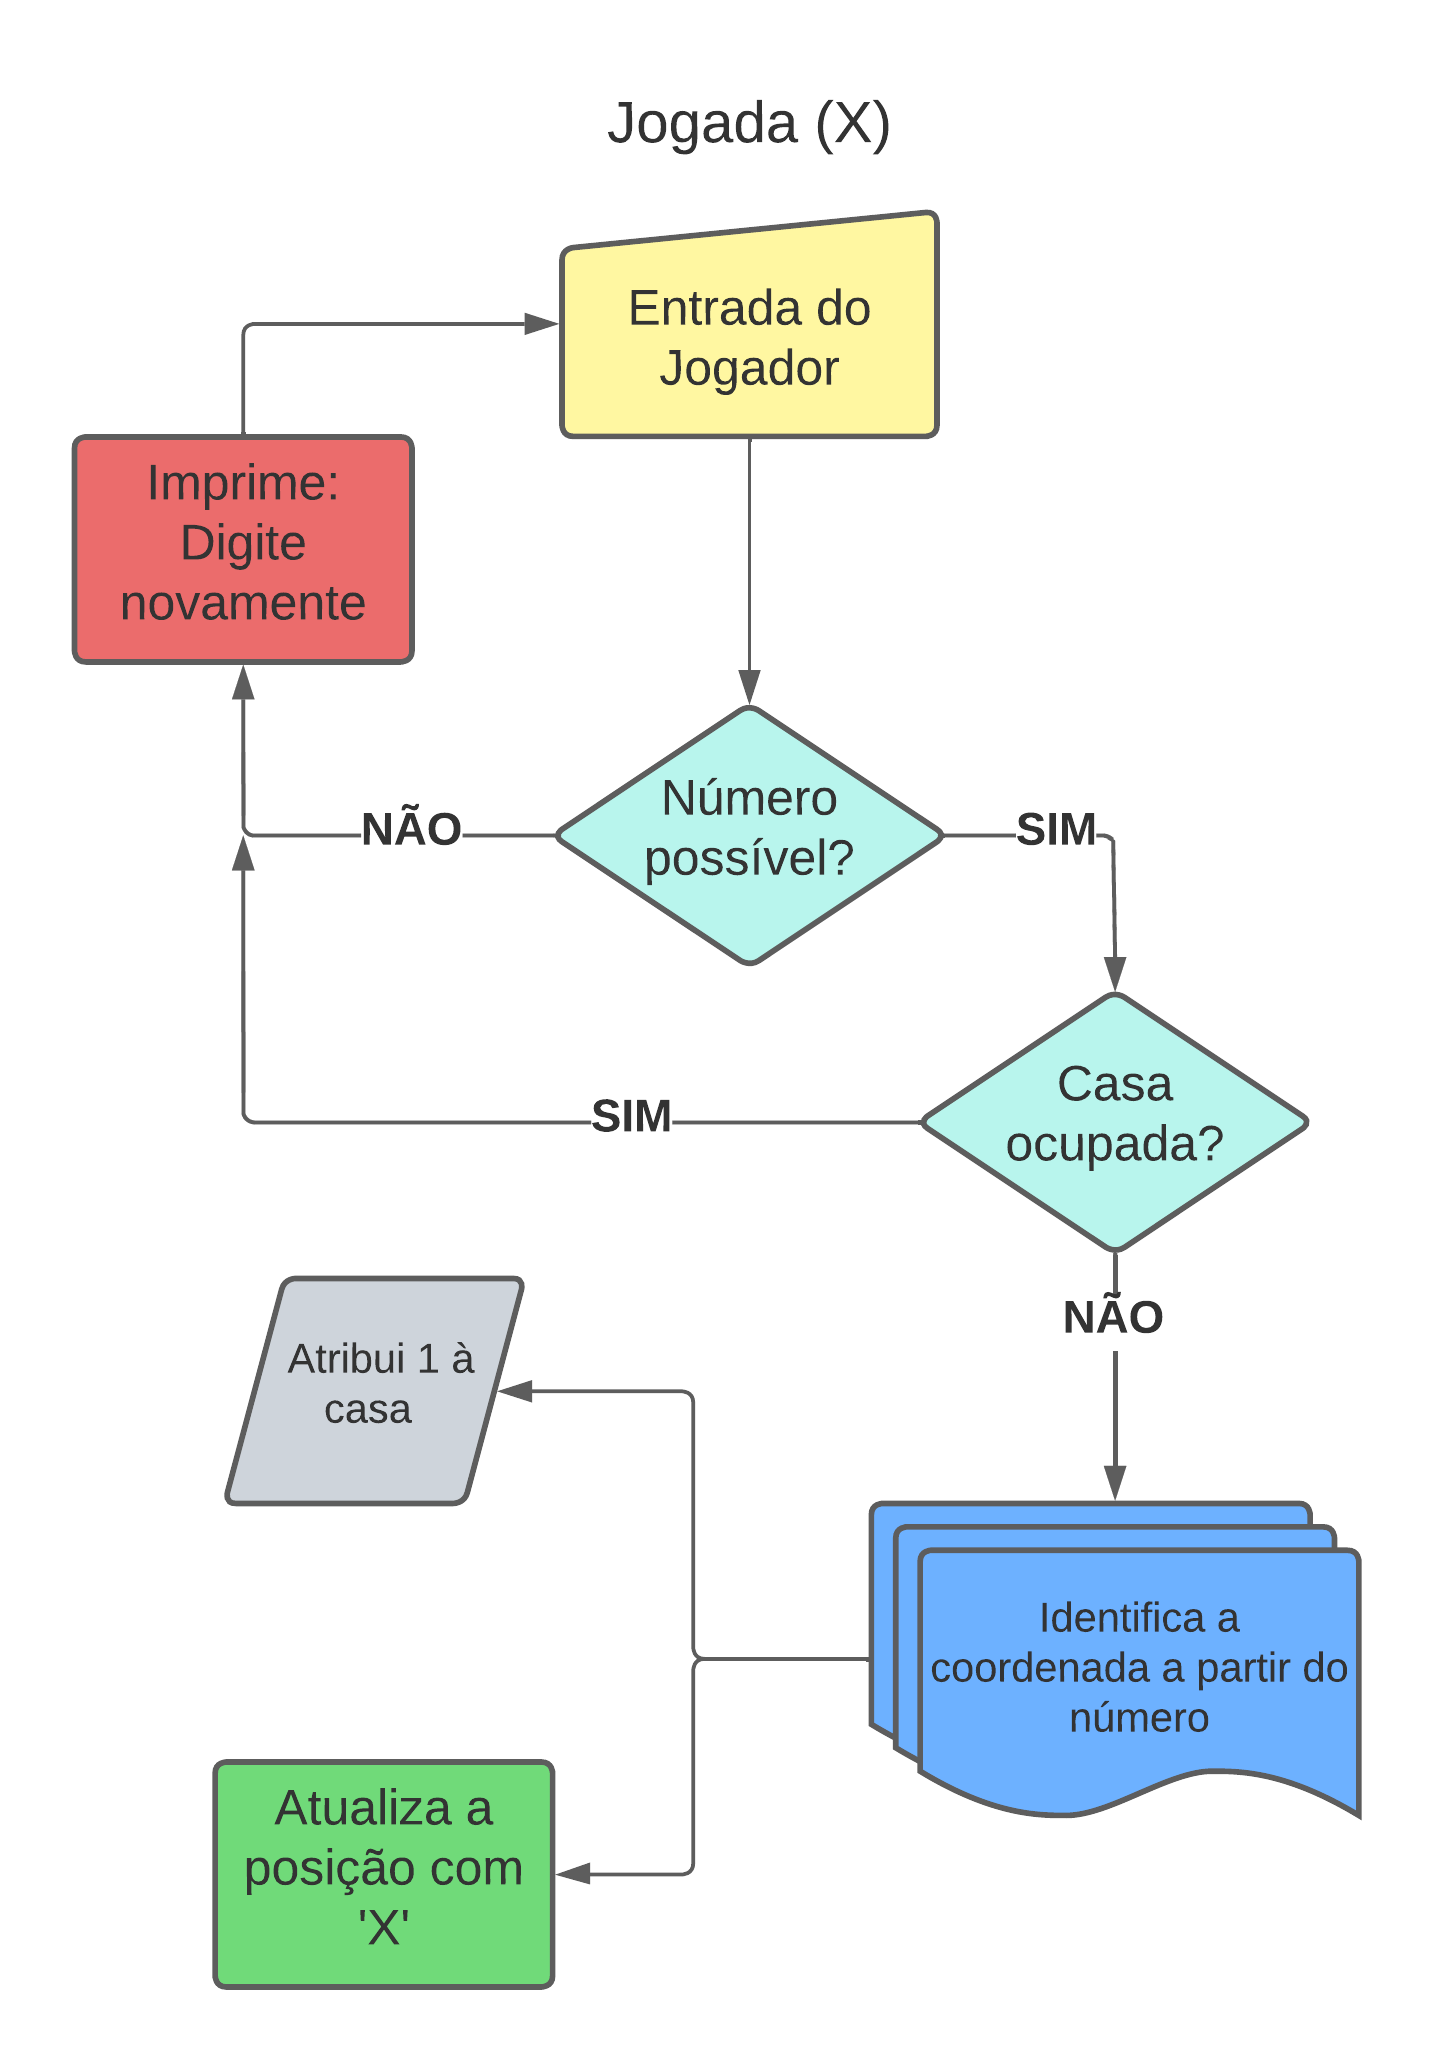 Jogada (X)
Entrada do
Jogador
Imprime:
Digite
novamente
Número
possível?
NÃO
SIM
Casa
ocupada?
SIM
NÃO
Atribui 1 à
casa
Identifica a
coordenada a partir do
número
Atualiza a
posição com
'X'